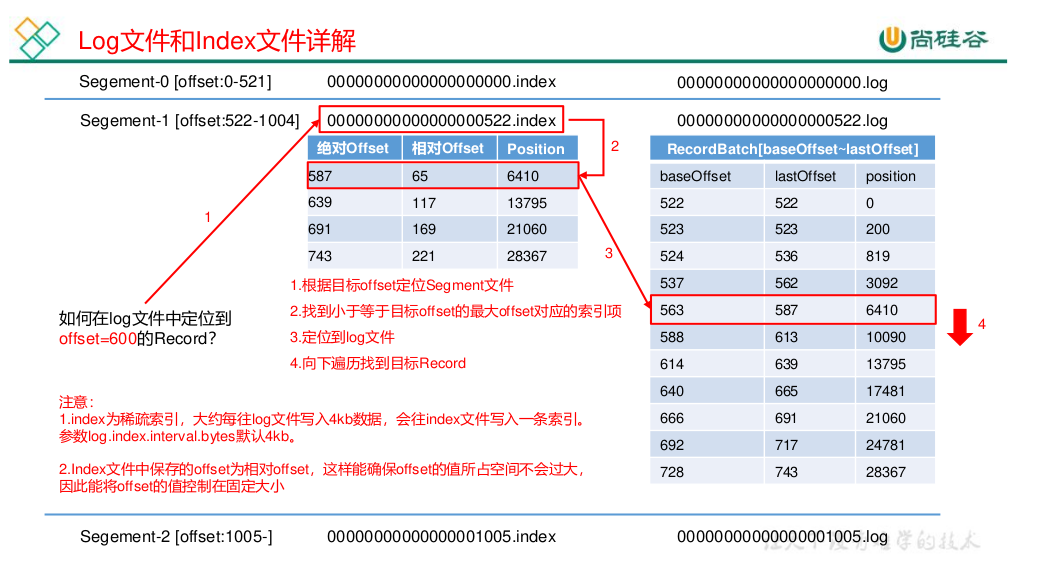 Log文件和Index文件详解
尚硅谷
Segement-0 [offset:0-521] 00000000000000000000.index 00000000000000000000.log
Segement-1 [offset:522-1004] 00000000000000000522.index 00000000000000000522.log
绝对Offset 相对Offset Position
587 65 6410
639 117 13795
691 169 21060
743 221 28367
RecordBatch[baseOffset~lastOffset]
baseOffset lastOffset position
522 522 0
523 523 200
524 536 819
537 562 3092
563 587 6410
588 613 10090
614 639 13795
640 665 17481
666 691 21060
692 717 24781
728 743 28367
1
2
3
4
1.根据目标offset定位Segment文件
2.找到小于等于目标offset的最大offset对应的索引项
3.定位到log文件
4.向下遍历找到目标Record
如何在log文件中定位到
offset=600的Record？
注意：
1.index为稀疏索引，大约每往log文件写入4kb数据，会往index文件写入一条索引。
参数log.index.interval.bytes默认4kb。
2.Index文件中保存的offset为相对offset，这样能确保offset的值所占空间不会过大，
因此能将offset的值控制在固定大小
Segement-2 [offset:1005-] 00000000000000001005.index 00000000000000001005.log